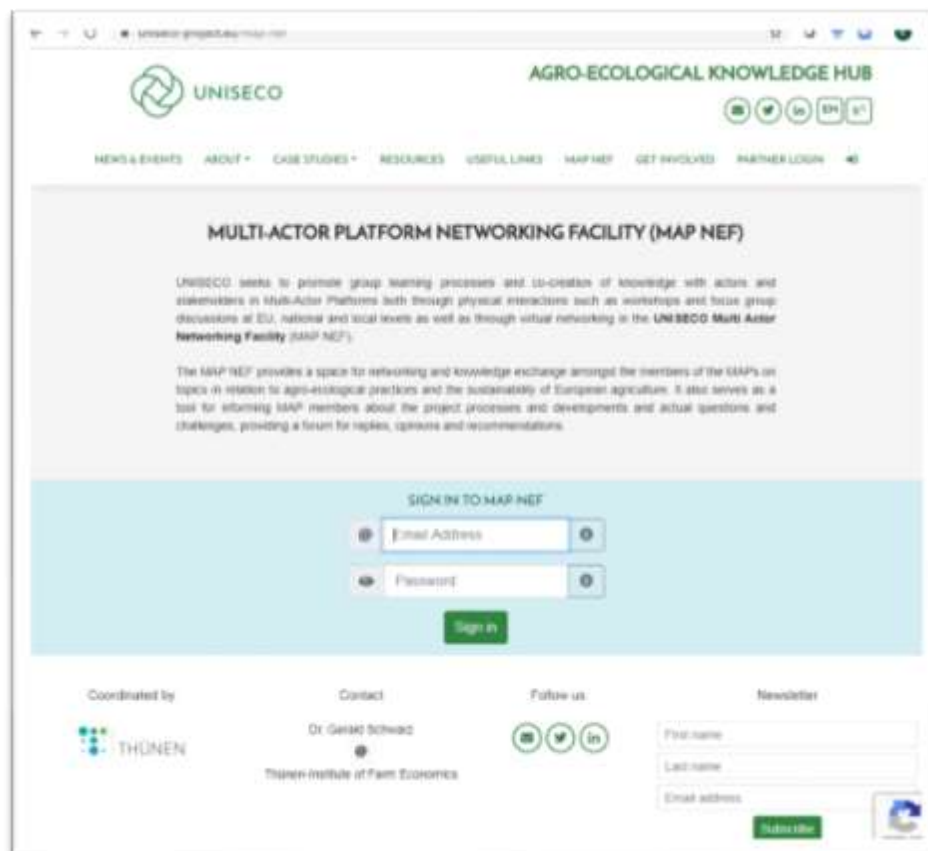 uniseco-project.eu/map-nef
UNISECO
AGRO-ECOLOGICAL KNOWLEDGE HUB
in EN
NEWS & EVENTS ABOUT CASE STUDIES RESOURCES USEFUL LINKS MAP NEF GET INVOLVED PARTNER LOGIN
MULTI-ACTOR PLATFORM NETWORKING FACILITY (MAP NEF)
UNISECO seeks to promote group learning processes and co-creation of knowledge with actors and
stakeholders in Multi-Actor Platforms both through physical interactions such as workshops and focus group
discussions at EU, national and local levels as well as through virtual networking in the UNISECO Multi Actor
Networking Facility (MAP NEF).
The MAP NEF provides a space for networking and knowledge exchange amongst the members of the MAPs on
topics in relation to agro-ecological practices and the sustainability of European agriculture. It also serves as a
tool for informing MAP members about the project processes and developments and actual questions and
challenges, providing a forum for replies, opinions and recommendations.
SIGN IN TO MAP NEF
@ Email Address
Password
Sign in
Coordinated by
THÜNEN
Contact
Dr. Gerald Schwarz
@
Thünen-Institute of Farm Economics
Follow us
in
Newsletter
First name
Last name
Email address
Subscribe